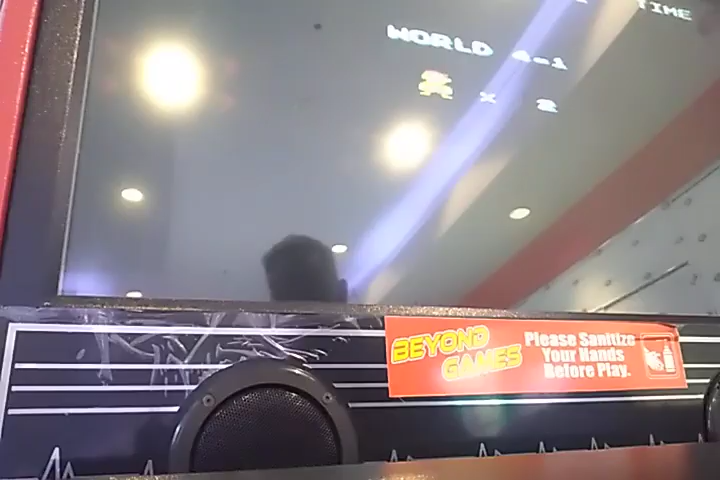 TIME
WORLD 4-1
x 2
BEYOND
GAMES
Please Sanitize
Your Hands
Before Play.